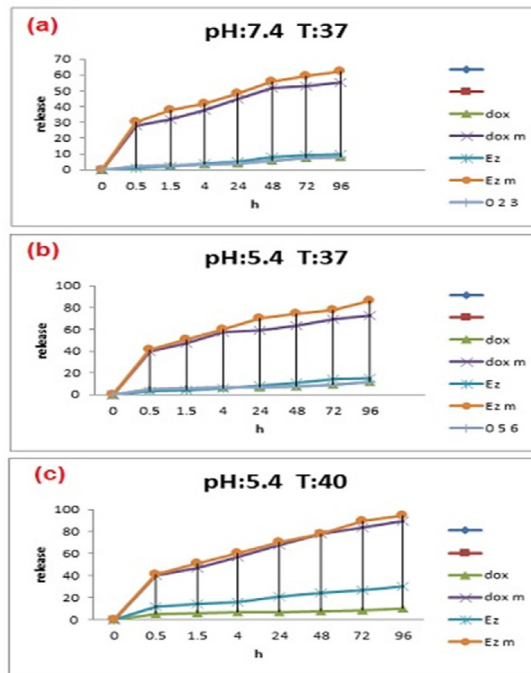 (a)
pH:7.4 T:37
70
60
50
40
30
20
10
0
release
0 0.5 1.5 4 24 48 72 96
h
dox
dox m
Ez
Ez m
0 2 3
(b)
pH:5.4 T:37
100
80
60
40
20
0
release
0 0.5 1.5 4 24 48 72 96
h
dox
dox m
Ez
Ez m
0 5 6
(c)
pH:5.4 T:40
100
80
60
40
20
0
release
0 0.5 1.5 4 24 48 72 96
h
dox
dox m
Ez
Ez m